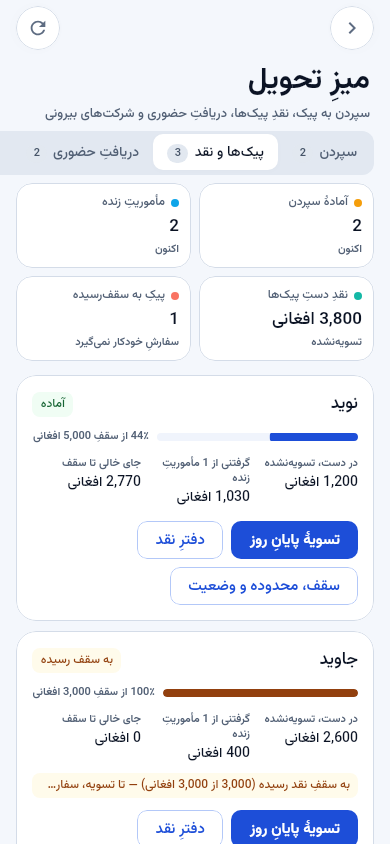 میزِ تحویل
سپردن به پیک، نقدِ پیک‌ها، دریافتِ حضوری و شرکت‌های بیرونی
سپردن 2 پیک‌ها و نقد 3 دریافتِ حضوری 2
آمادهٔ سپردن
2
اکنون
مأموریتِ زنده
2
اکنون
نقدِ دستِ پیک‌ها
3,800 افغانی
تسویه‌نشده
پیکِ به سقف‌رسیده
1
سفارشِ خودکار نمی‌گیرد
نوید
آماده
44٪ از سقفِ 5,000 افغانی
در دست، تسویه‌نشده
1,200 افغانی
گرفتنی از 1 مأموریتِ
زنده
1,030 افغانی
جای خالی تا سقف
2,770 افغانی
تسویهٔ پایانِ روز
دفترِ نقد
سقف، محدوده و وضعیت
جاوید
به سقف رسیده
100٪ از سقفِ 3,000 افغانی
در دست، تسویه‌نشده
2,600 افغانی
گرفتنی از 1 مأموریتِ
زنده
400 افغانی
جای خالی تا سقف
0 افغانی
به سقفِ نقد رسیده (3,000 از 3,000 افغانی) — تا تسویه، سفار...
تسویهٔ پایانِ روز
دفترِ نقد